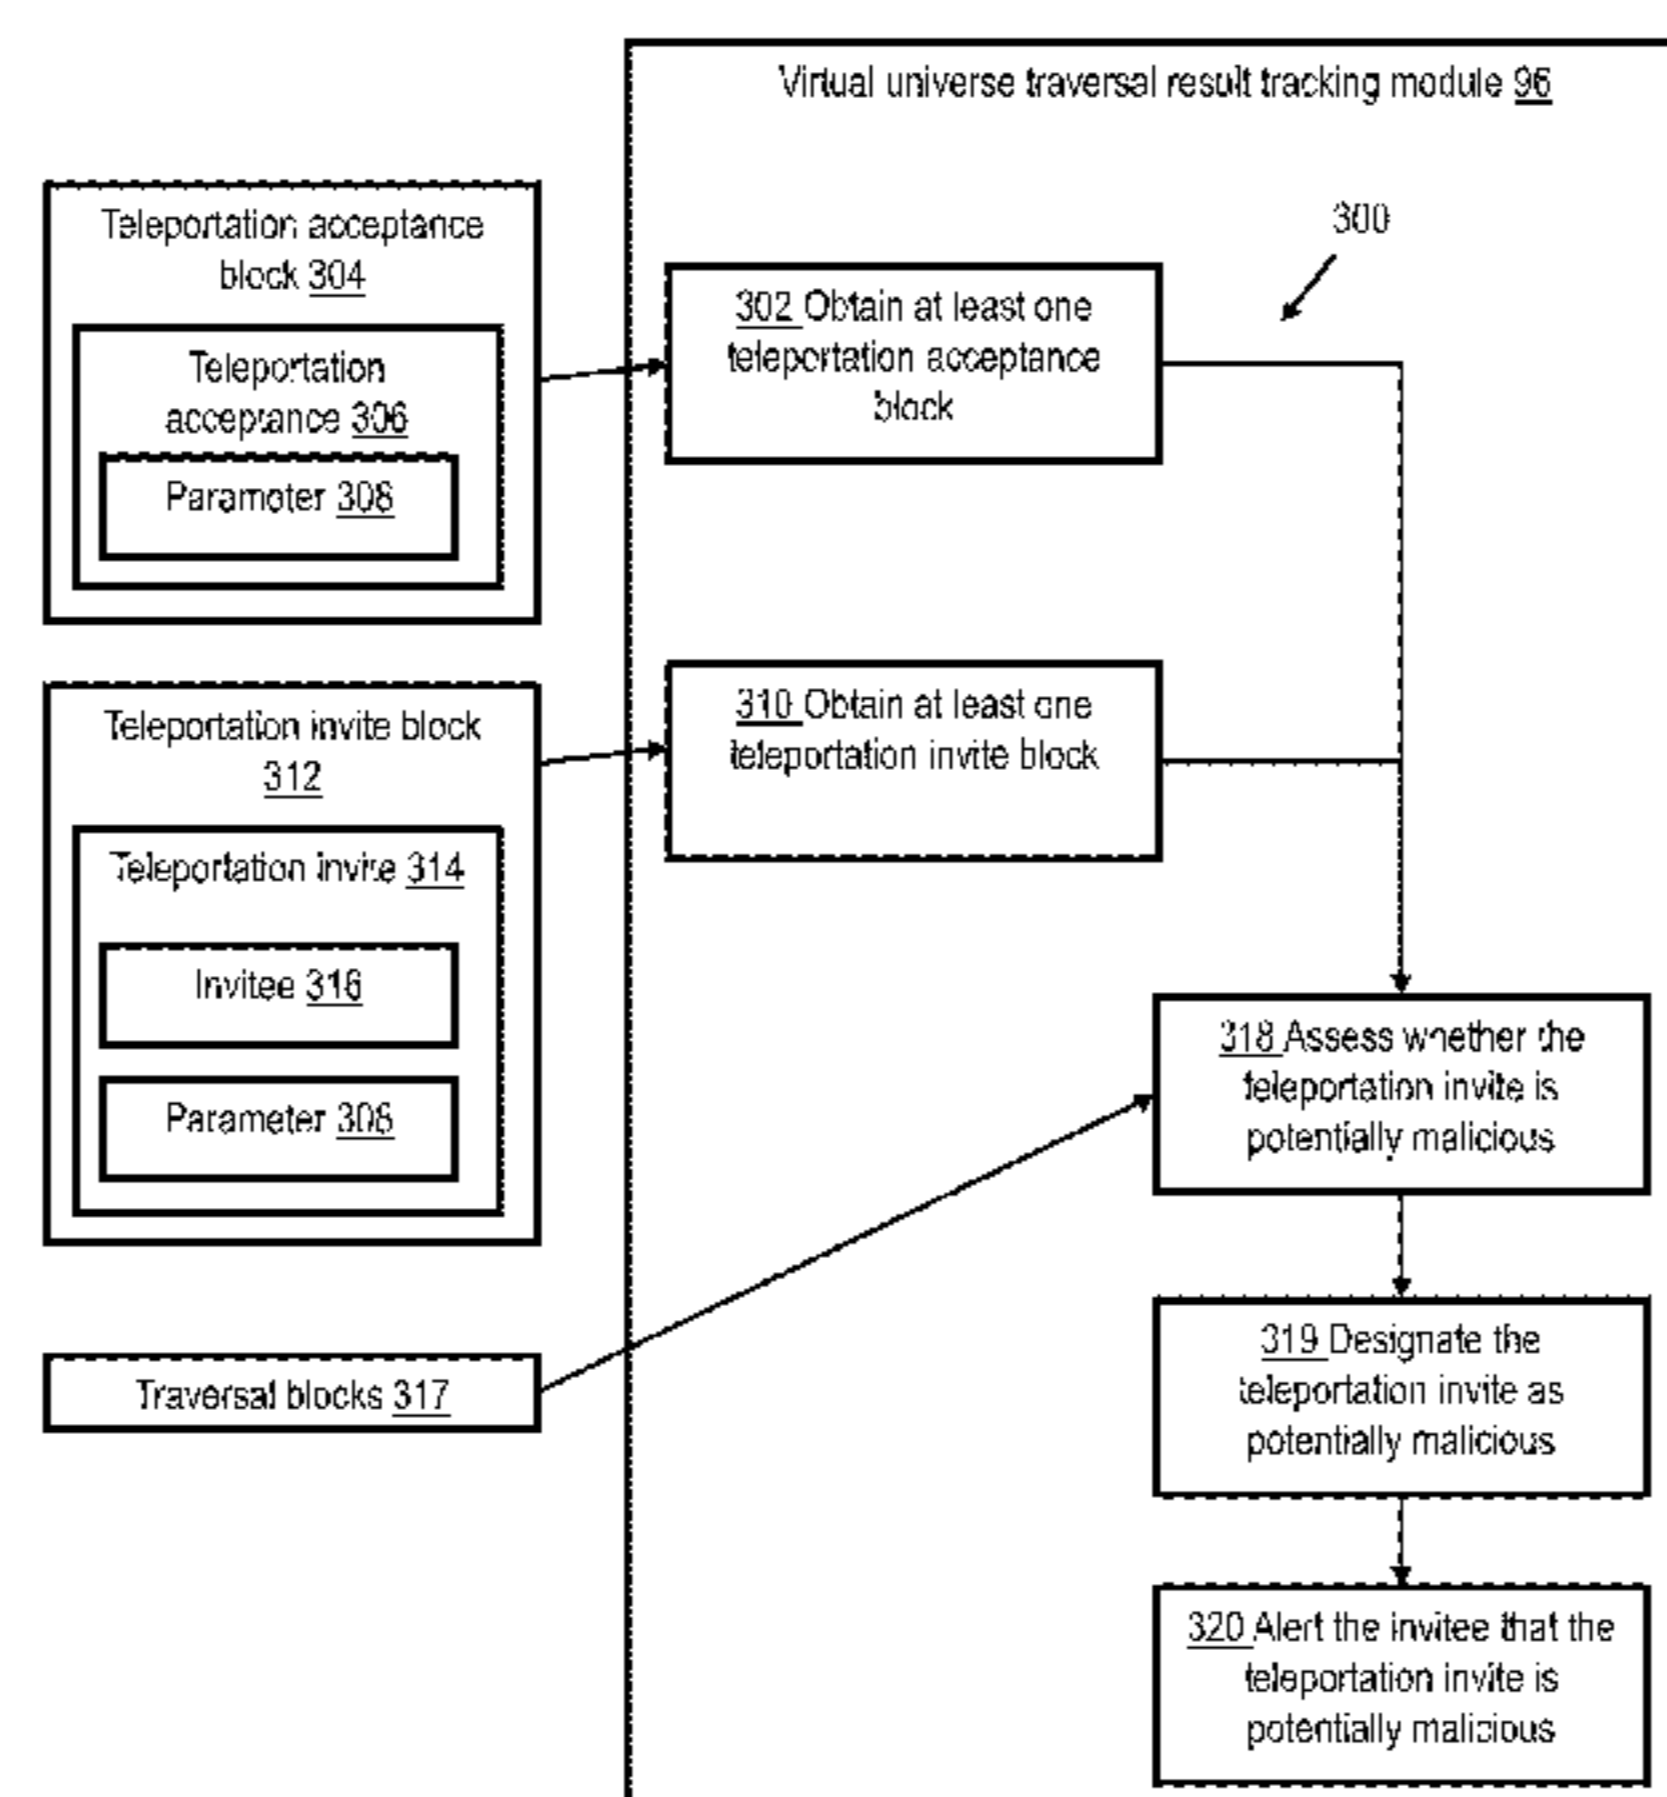 Virtual universe traversal result tracking module 96
300
Teleportation acceptance
block 304
Teleportation
acceptance 306
Parameter 308
302 Obtain at least one
teleportation acceptance
block
Teleportation invite block
312
Teleportation invite 314
Invitee 316
Parameter 308
310 Obtain at least one
teleportation invite block
Traversal blocks 317
318 Assess whether the
teleportation invite is
potentially malicious
319 Designate the
teleportation invite as
potentially malicious
320 Alert the invitee that the
teleportation invite is
potentially malicious